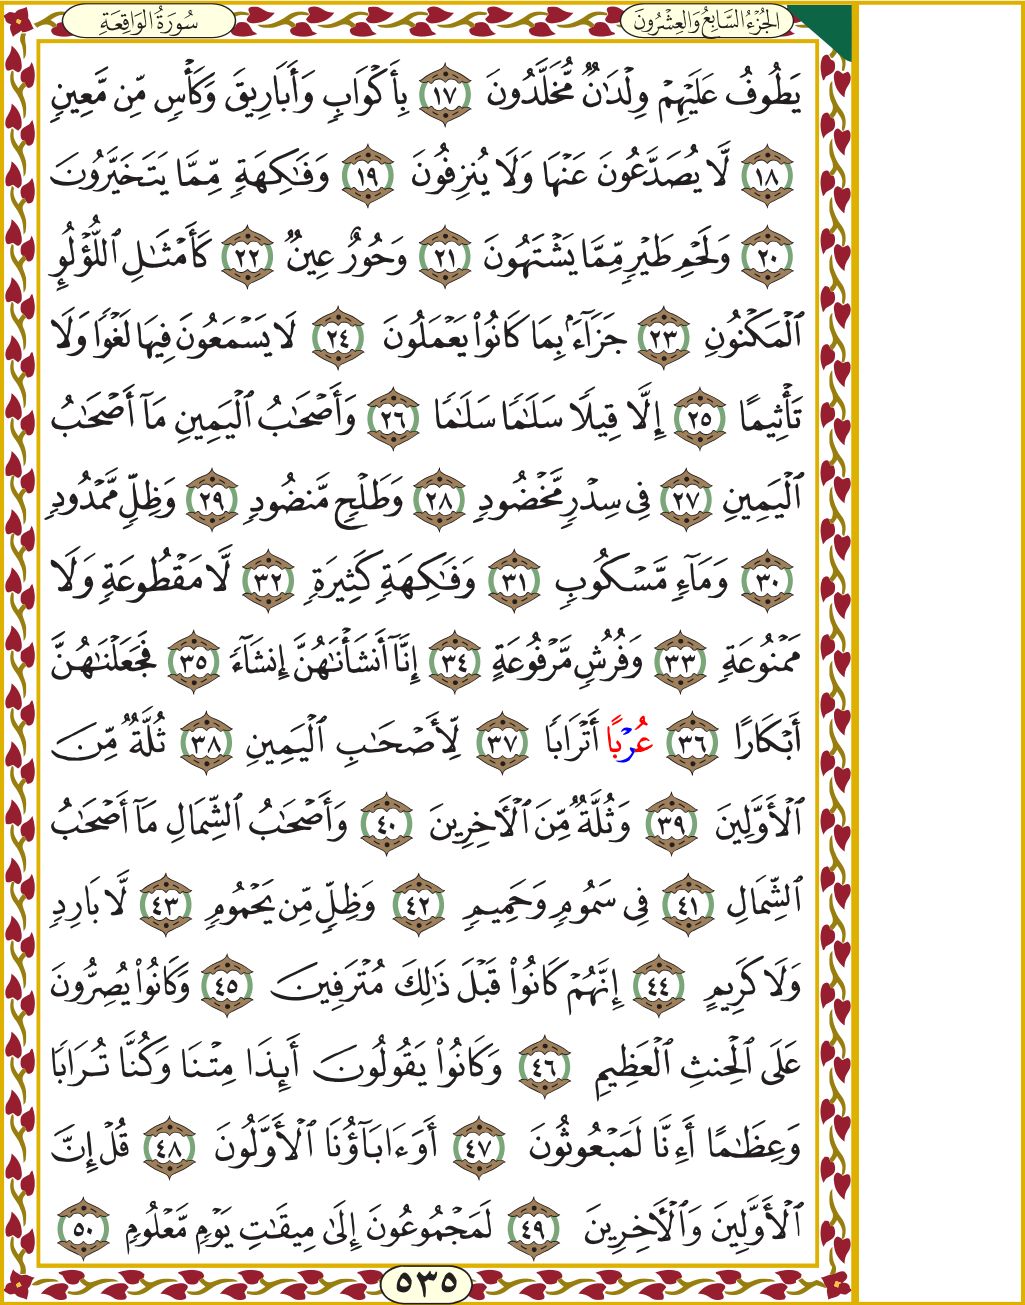 سُورَةُ الوَاقِعَةِ
الجُزْءُ السَّابِعُ وَالعِشْرُونَ
يَطُوفُ عَلَيْهِمْ وِلْدَٰنٌ مُّخَلَّدُونَ ١٧ بِأَكْوَابٍ وَأَبَارِيقَ وَكَأْسٍ مِّن مَّعِينٍ
١٨ لَّا يُصَدَّعُونَ عَنْهَا وَلَا يُنزِفُونَ ١٩ وَفَٰكِهَةٍ مِّمَّا يَتَخَيَّرُونَ
٢٠ وَلَحْمِ طَيْرٍ مِّمَّا يَشْتَهُونَ ٢١ وَحُورٌ عِينٌ ٢٢ كَأَمْثَٰلِ ٱللُّؤْلُوِٕ
ٱلْمَكْنُونِ ٢٣ جَزَآءًۢ بِمَا كَانُوا۟ يَعْمَلُونَ ٢٤ لَا يَسْمَعُونَ فِيهَا لَغْوًا وَلَا
تَأْثِيمًا ٢٥ إِلَّا قِيلًا سَلَٰمًا سَلَٰمًا ٢٦ وَأَصْحَٰبُ ٱلْيَمِينِ مَآ أَصْحَٰبُ
ٱلْيَمِينِ ٢٧ فِى سِدْرٍ مَّخْضُودٍ ٢٨ وَطَلْحٍ مَّنضُودٍ ٢٩ وَظِلٍّ مَّمْدُودٍ
٣٠ وَمَآءٍ مَّسْكُوبٍ ٣١ وَفَٰكِهَةٍ كَثِيرَةٍ ٣٢ لَّا مَقْطُوعَةٍ وَلَا
مَمْنُوعَةٍ ٣٣ وَفُرُشٍ مَّرْفُوعَةٍ ٣٤ إِنَّآ أَنشَأْنَٰهُنَّ إِنشَآءً ٣٥ فَجَعَلْنَٰهُنَّ
أَبْكَارًا ٣٦ عُرْبًا أَتْرَابًا ٣٧ لِّأَصْحَٰبِ ٱلْيَمِينِ ٣٨ ثُلَّةٌ مِّنَ
ٱلْأَوَّلِينَ ٣٩ وَثُلَّةٌ مِّنَ ٱلْأَخِرِينَ ٤٠ وَأَصْحَٰبُ ٱلشِّمَالِ مَآ أَصْحَٰبُ
ٱلشِّمَالِ ٤١ فِى سَمُومٍ وَحَمِيمٍ ٤٢ وَظِلٍّ مِّن يَحْمُومٍ ٤٣ لَّا بَارِدٍ
وَلَا كَرِيمٍ ٤٤ إِنَّهُمْ كَانُوا۟ قَبْلَ ذَٰلِكَ مُتْرَفِينَ ٤٥ وَكَانُوا۟ يُصِرُّونَ
عَلَى ٱلْحِنثِ ٱلْعَظِيمِ ٤٦ وَكَانُوا۟ يَقُولُونَ أَئِذَا مِتْنَا وَكُنَّا تُرَابًا
وَعِظَٰمًا أَءِنَّا لَمَبْعُوثُونَ ٤٧ أَوَءَابَآؤُنَا ٱلْأَوَّلُونَ ٤٨ قُلْ إِنَّ
ٱلْأَوَّلِينَ وَٱلْأَخِرِينَ ٤٩ لَمَجْمُوعُونَ إِلَىٰ مِيقَٰتِ يَوْمٍ مَّعْلُومٍ ٥٠
٥٣٥